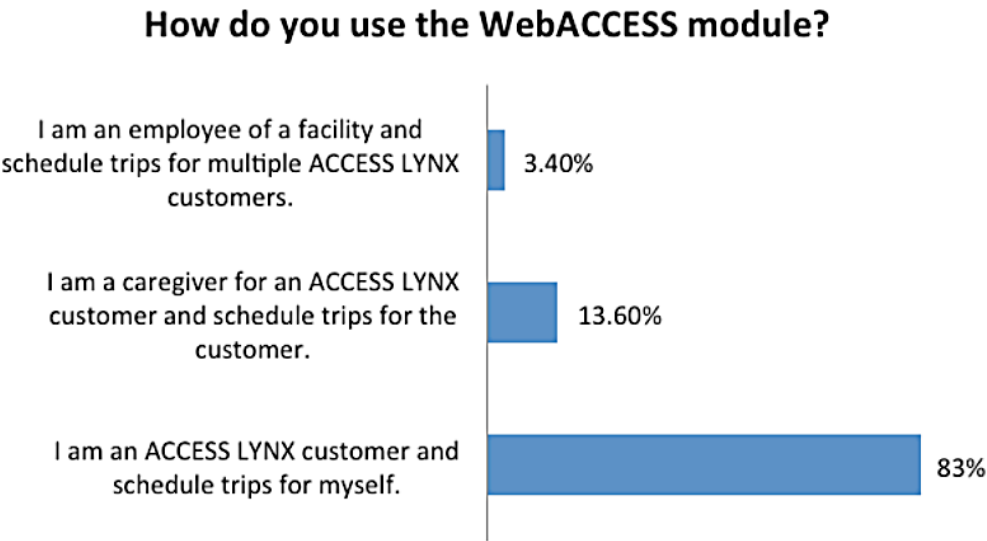 How do you use the WebACCESS module?
I am an employee of a facility and
schedule trips for multiple ACCESS LYNX
customers.
3.40%
I am a caregiver for an ACCESS LYNX
customer and schedule trips for the
customer.
13.60%
I am an ACCESS LYNX customer and
schedule trips for myself.
83%